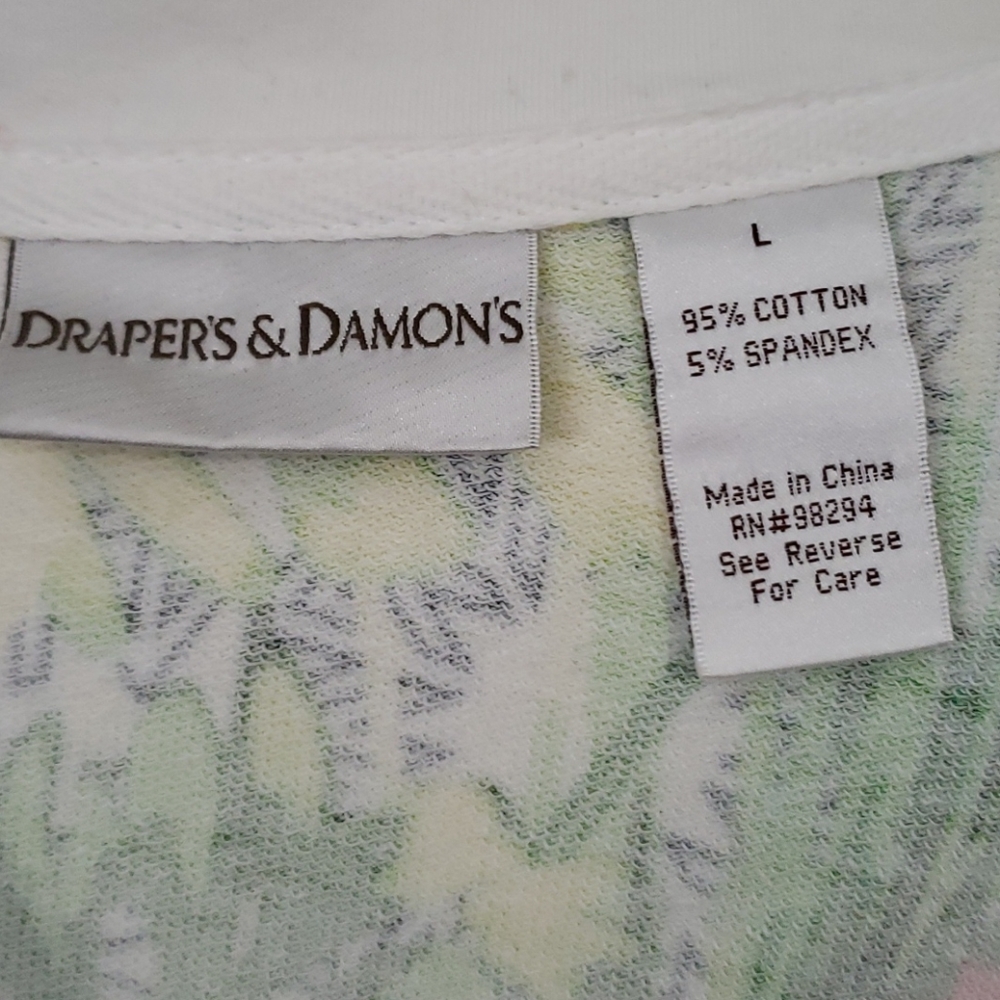 DRAPER'S & DAMON'S
L
95% COTTON
5% SPANDEX
Made in China
RN#98294
See Reverse
For Care